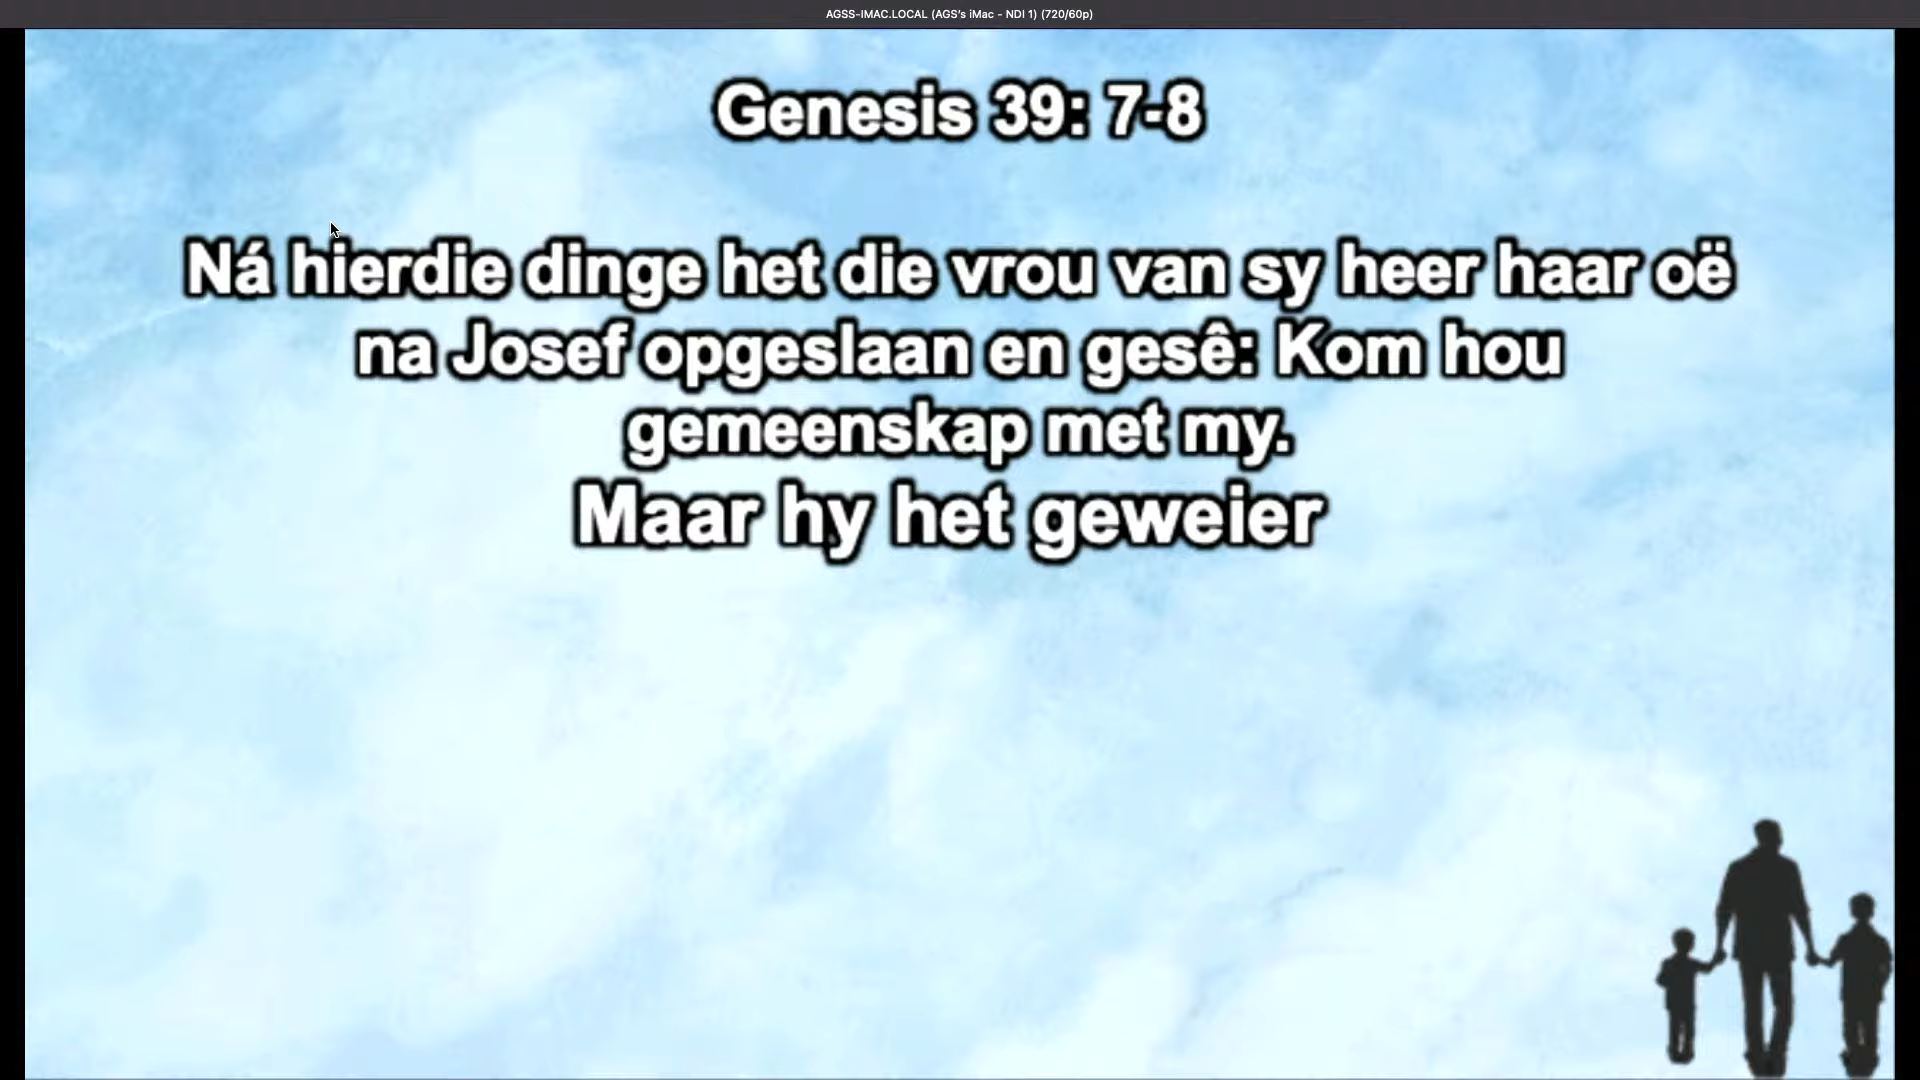 AGSS-IMAC.LOCAL (AGS's iMac - NDI 1) (720/60p)
Genesis 39: 7-8
Ná hierdie dinge het die vrou van sy heer haar oë
na Josef opgeslaan en gesê: Kom hou
gemeenskap met my.
Maar hy het geweier